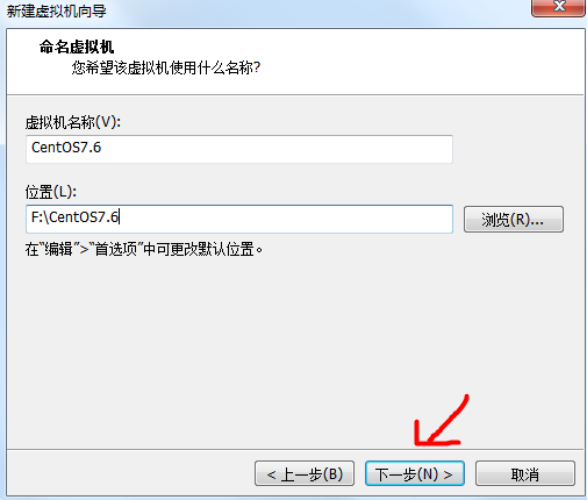 新建虚拟机向导
命名虚拟机
您希望该虚拟机使用什么名称?
虚拟机名称(V):
CentOS7.6
位置(L):
F:\CentOS7.6
浏览(R)...
在"编辑">"首选项"中可更改默认位置。
< 上一步(B)
下一步(N) >
取消